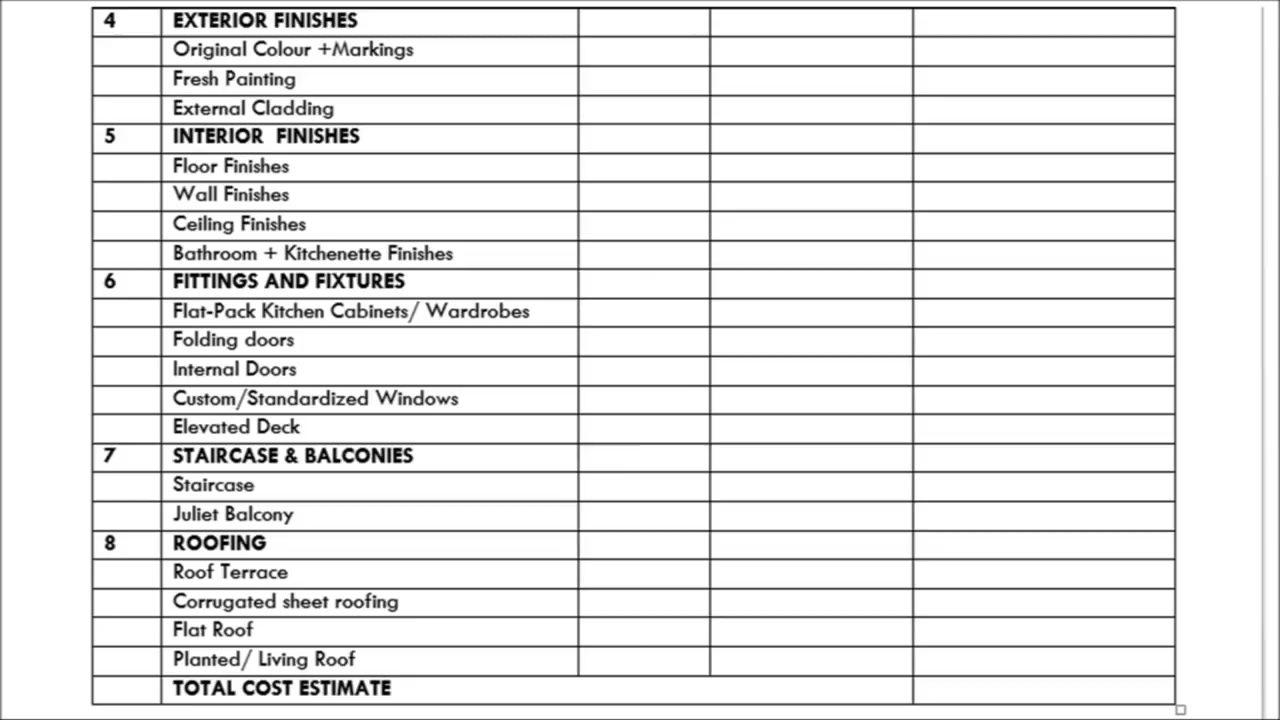 4 EXTERIOR FINISHES
Original Colour +Markings
Fresh Painting
External Cladding
5 INTERIOR FINISHES
Floor Finishes
Wall Finishes
Ceiling Finishes
Bathroom + Kitchenette Finishes
6 FITTINGS AND FIXTURES
Flat-Pack Kitchen Cabinets/ Wardrobes
Folding doors
Internal Doors
Custom/Standardized Windows
Elevated Deck
7 STAIRCASE & BALCONIES
Staircase
Juliet Balcony
8 ROOFING
Roof Terrace
Corrugated sheet roofing
Flat Roof
Planted/ Living Roof
TOTAL COST ESTIMATE